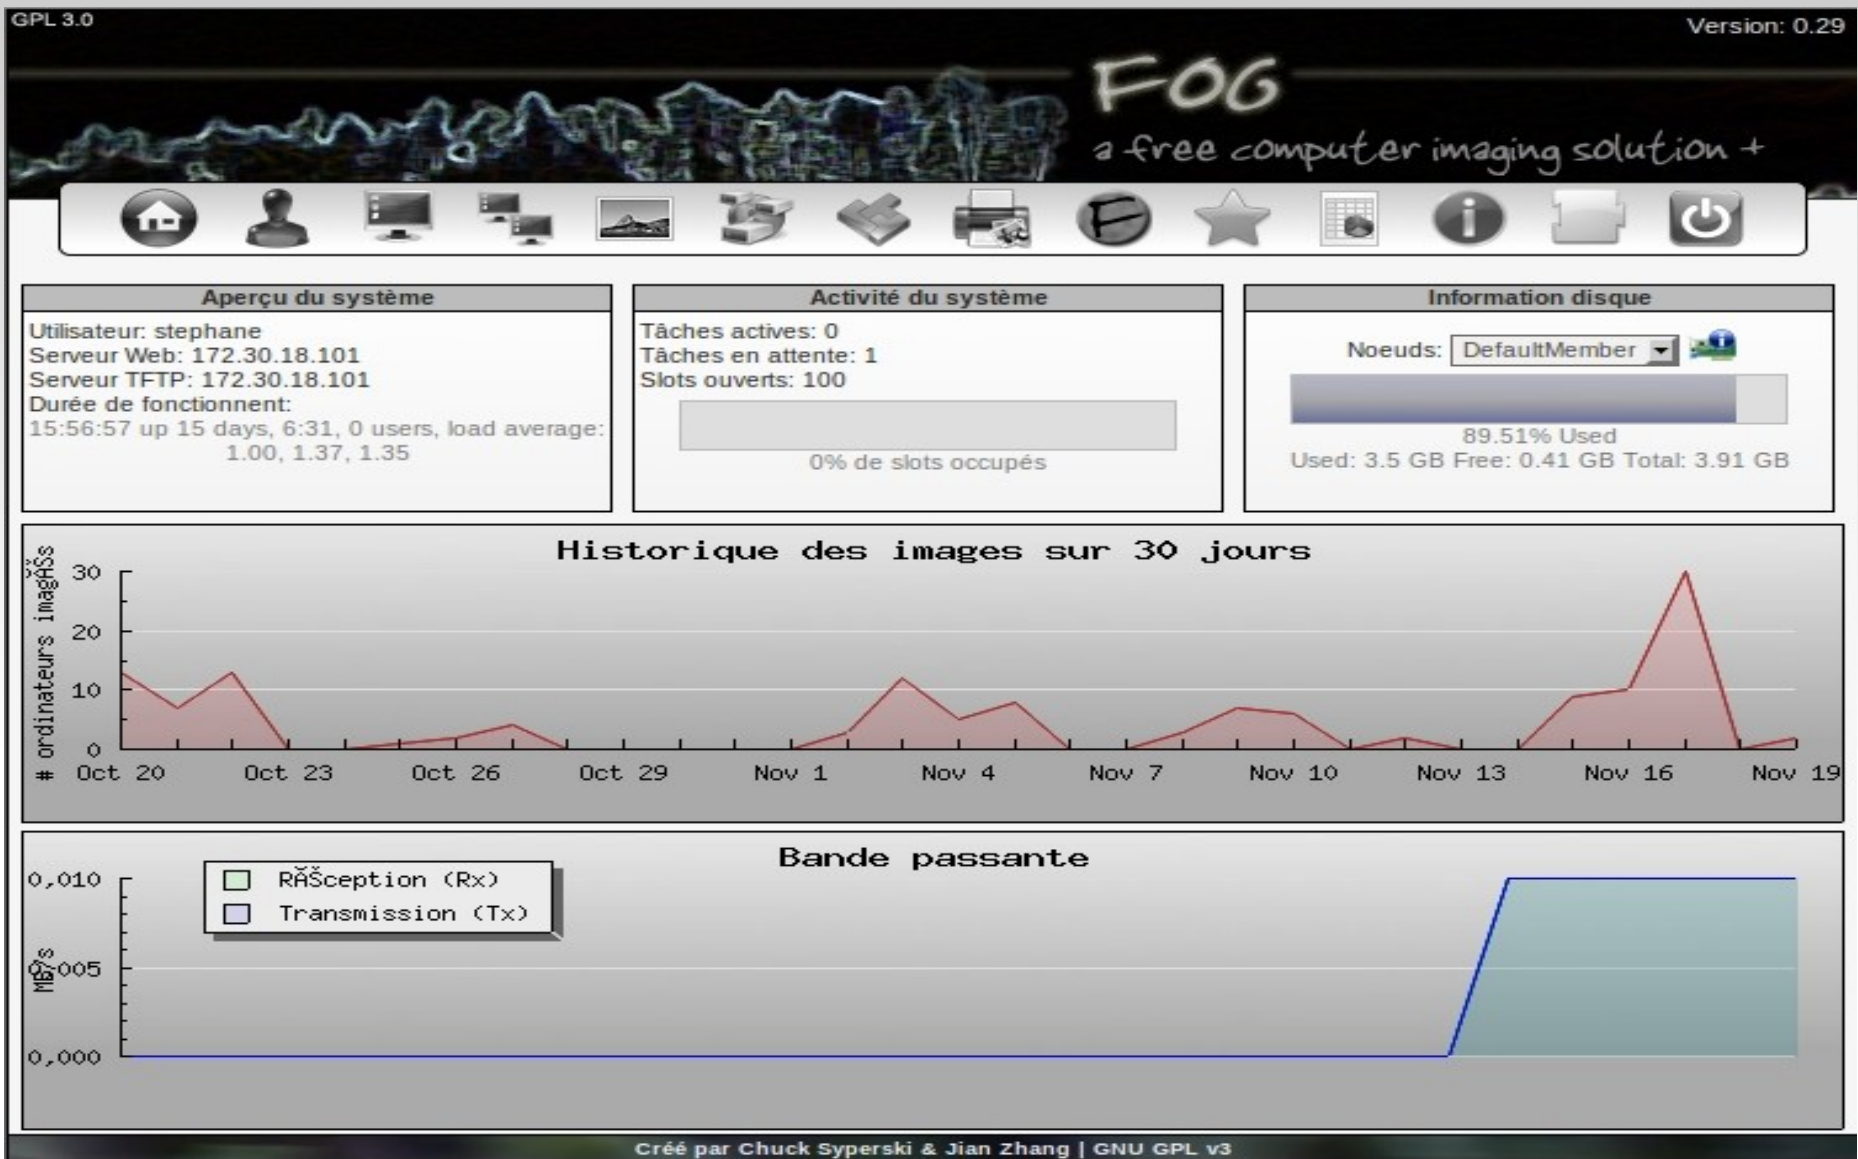 GPL 3.0
Version: 0.29
FOG
a free computer imaging solution +
Aperçu du système
Utilisateur: stephane
Serveur Web: 172.30.18.101
Serveur TFTP: 172.30.18.101
Durée de fonctionnent:
15:56:57 up 15 days, 6:31, 0 users, load average:
1.00, 1.37, 1.35
Activité du système
Tâches actives: 0
Tâches en attente: 1
Slots ouverts: 100
0% de slots occupés
Information disque
Noeuds: DefaultMember
89.51% Used
Used: 3.5 GB Free: 0.41 GB Total: 3.91 GB
Historique des images sur 30 jours
# ordinateurs imagĂŠs
30
20
10
0
Oct 20 Oct 23 Oct 26 Oct 29 Nov 1 Nov 4 Nov 7 Nov 10 Nov 13 Nov 16 Nov 19
Bande passante
RĂŠception (Rx)
Transmission (Tx)
MB/s
0,010
0,005
0,000
Créé par Chuck Syperski & Jian Zhang | GNU GPL v3